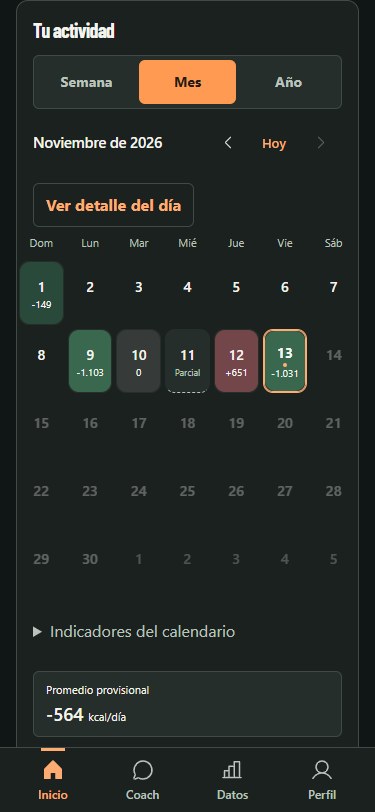 Tu actividad
Semana Mes Año
Noviembre de 2026 Hoy
Ver detalle del día
Dom Lun Mar Mié Jue Vie Sáb
1 2 3 4 5 6 7
-149
8 9 10 11 12 13 14
-1.103 0 Parcial +651 -1.031
15 16 17 18 19 20 21
22 23 24 25 26 27 28
29 30 1 2 3 4 5
Indicadores del calendario
Promedio provisional
-564 kcal/día
Inicio Coach Datos Perfil